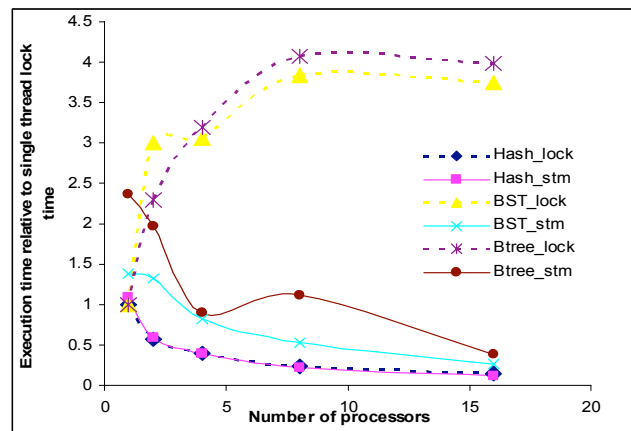 Execution time relative to single thread lock
time
4.5
4
3.5
3
2.5
2
1.5
1
0.5
0
0
5
10
15
20
Number of processors
Hash_lock
Hash_stm
BST_lock
BST_stm
Btree_lock
Btree_stm